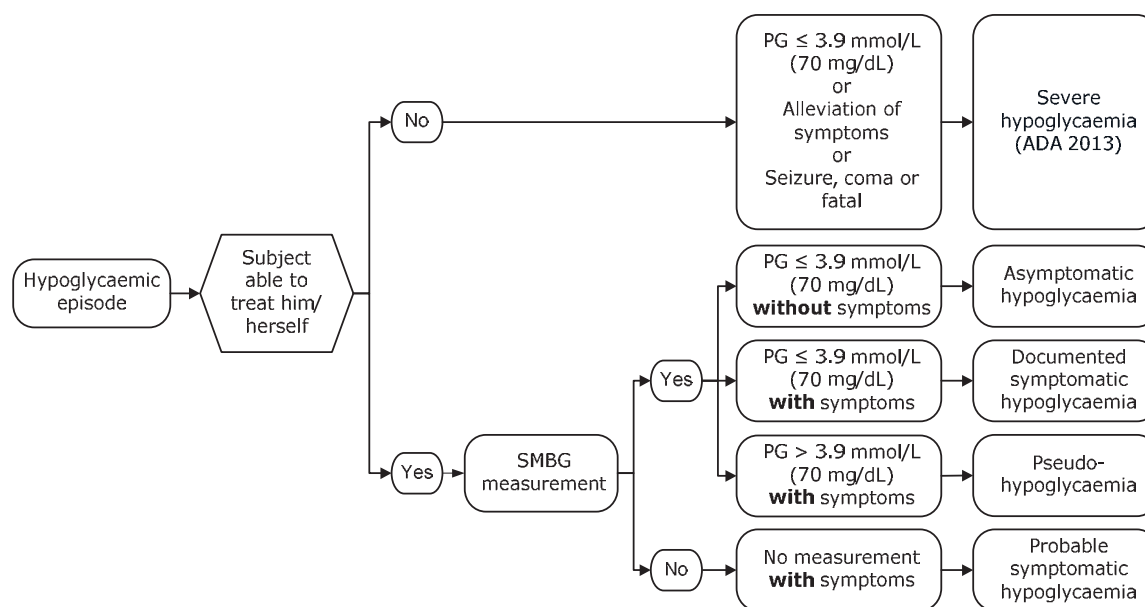 Hypoglycaemic
episode
Subject
able to
treat him/
herself
No
PG ≤ 3.9 mmol/L
(70 mg/dL)
or
Alleviation of
symptoms
or
Seizure, coma or
fatal
Severe
hypoglycaemia
(ADA 2013)
Yes
SMBG
measurement
Yes
PG ≤ 3.9 mmol/L
(70 mg/dL)
without symptoms
Asymptomatic
hypoglycaemia
PG ≤ 3.9 mmol/L
(70 mg/dL)
with symptoms
Documented
symptomatic
hypoglycaemia
PG > 3.9 mmol/L
(70 mg/dL)
with symptoms
Pseudo-
hypoglycaemia
No
No measurement
with symptoms
Probable
symptomatic
hypoglycaemia